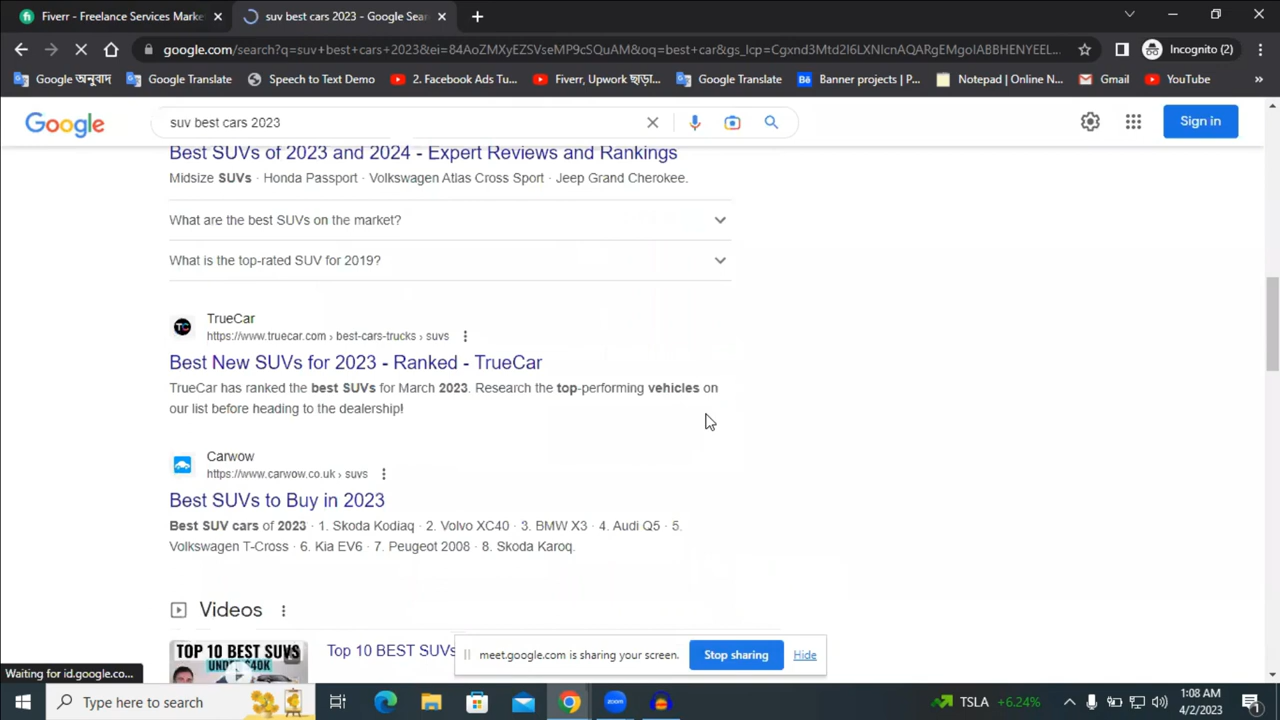 Fiverr - Freelance Services Marke
suv best cars 2023 - Google Sear
Incognito (2)
google.com/search?q=suv+best+cars+2023&ei=84AoZMXyEZSVseMP9cSQuAM&oq=best+car&gs_lcp=Cgxnd3Mtd2l6LXNlcnAQARgEMgoIABBHENYEEL...
Google অনুবাদ
Google Translate
Speech to Text Demo
2. Facebook Ads Tu...
Fiverr, Upwork ছাড়া...
Google Translate
Banner projects | P...
Notepad | Online N...
Gmail
YouTube
»
Google
suv best cars 2023
Sign in
Best SUVs of 2023 and 2024 - Expert Reviews and Rankings
Midsize SUVs · Honda Passport · Volkswagen Atlas Cross Sport · Jeep Grand Cherokee.
What are the best SUVs on the market?
What is the top-rated SUV for 2019?
TC
TrueCar
https://www.truecar.com › best-cars-trucks › suvs
Best New SUVs for 2023 - Ranked - TrueCar
TrueCar has ranked the best SUVs for March 2023. Research the top-performing vehicles on
our list before heading to the dealership!
Carwow
https://www.carwow.co.uk › suvs
Best SUVs to Buy in 2023
Best SUV cars of 2023 · 1. Skoda Kodiaq · 2. Volvo XC40 · 3. BMW X3 · 4. Audi Q5 · 5.
Volkswagen T-Cross · 6. Kia EV6 · 7. Peugeot 2008 · 8. Skoda Karoq.
Videos
TOP 10 BEST SUVS
UNDER $40K
Top 10 BEST SUVs
meet.google.com is sharing your screen.
Stop sharing
Hide
Waiting for id.google.co...
Type here to search
zoom
TSLA +6.24%
1:08 AM
4/2/2023
1